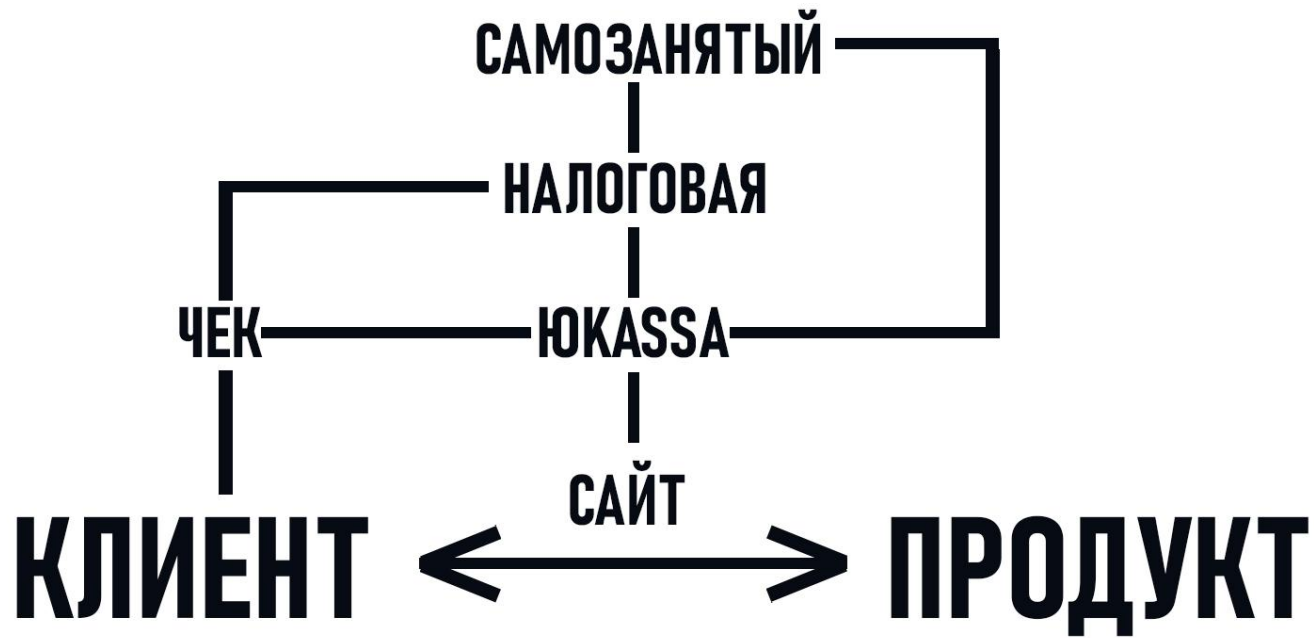 САМОЗАНЯТЫЙ
НАЛОГОВАЯ
ЧЕК
ЮKASSA
САЙТ
КЛИЕНТ
ПРОДУКТ